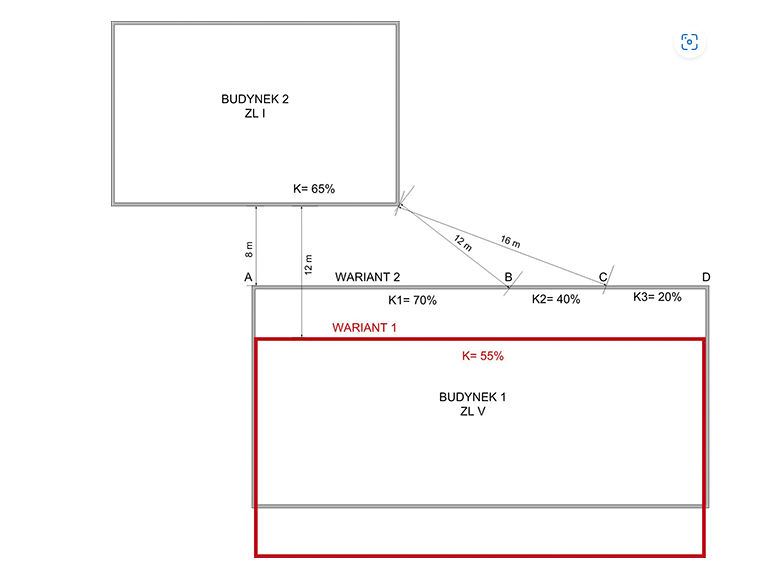 BUDYNEK 2
ZL I
K= 65%
8 m
12 m
12 m
16 m
A
WARIANT 2
B
C
D
K1= 70%
K2= 40%
K3= 20%
WARIANT 1
K= 55%
BUDYNEK 1
ZL V